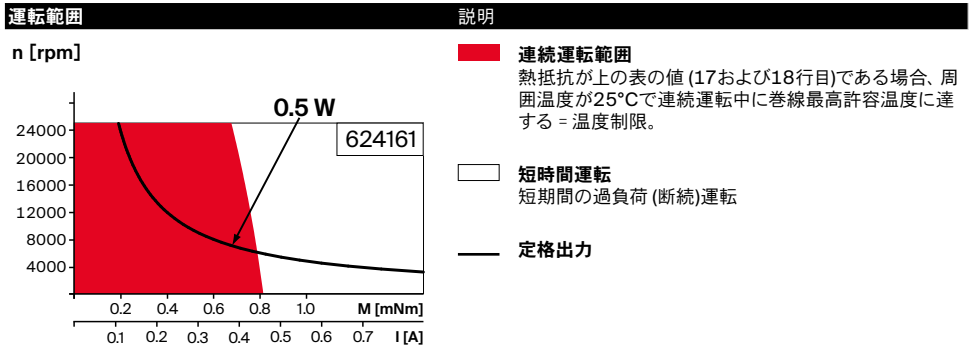 運転範囲
説明
n [rpm]
0.5 W
624161
24000
20000
16000
12000
8000
4000
0.2 0.4 0.6 0.8 1.0 M [mNm]
0.1 0.2 0.3 0.4 0.5 0.6 0.7 I [A]
連続運転範囲
熱抵抗が上の表の値 (17および18行目)である場合、周
囲温度が25°Cで連続運転中に巻線最高許容温度に達
する = 温度制限。
短時間運転
短期間の過負荷 (断続)運転
定格出力